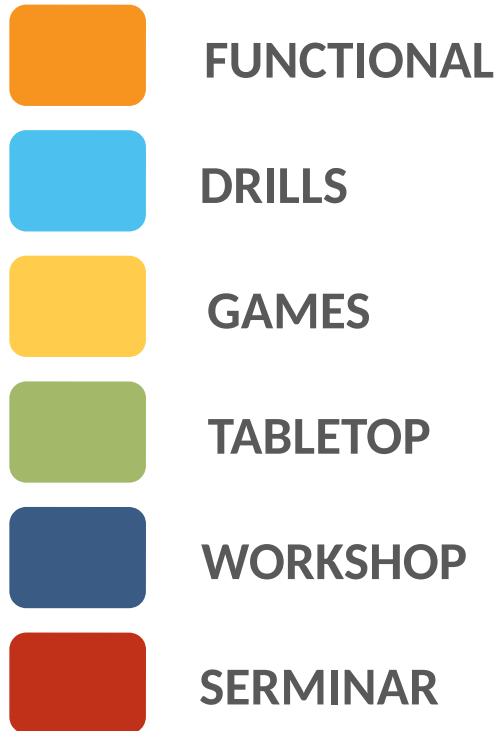 FUNCTIONAL
DRILLS
GAMES
TABLETOP
WORKSHOP
SERMINAR